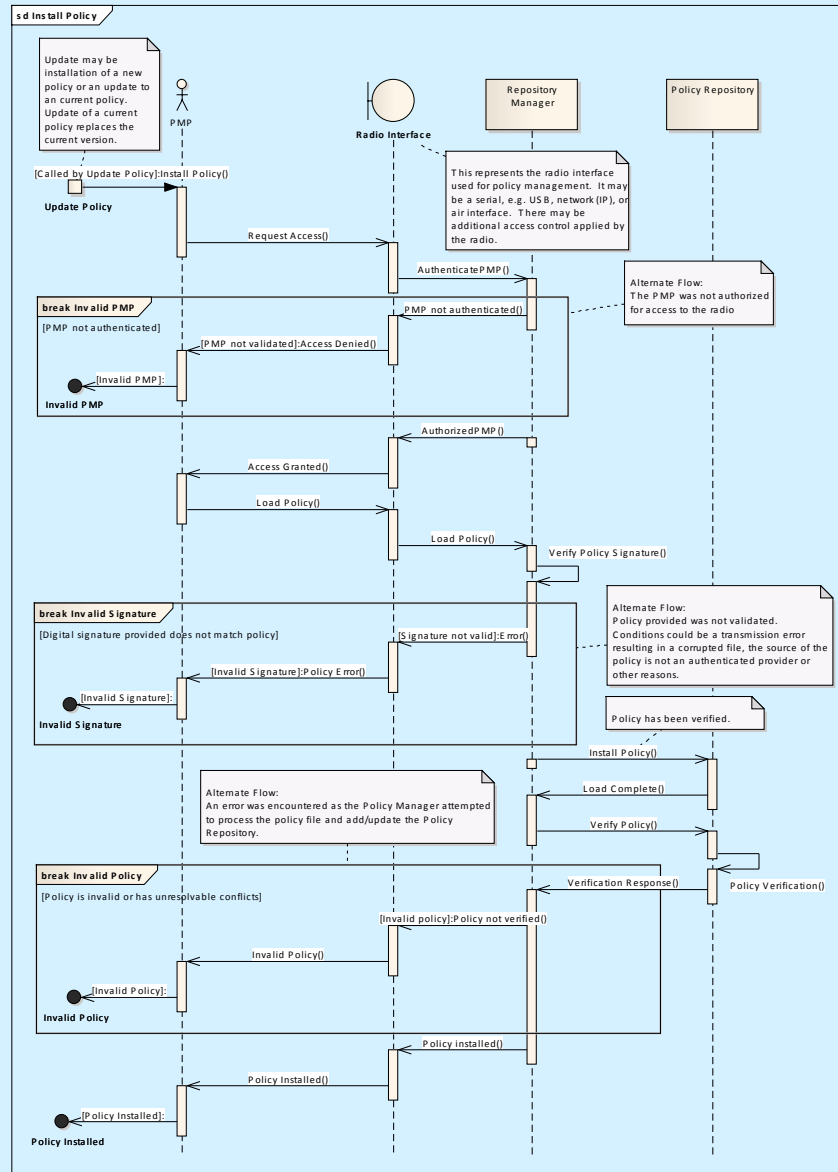 sd Install Policy
Update may be
installation of a new
policy or an update to
an current policy.
Update of a current
policy replaces the
current version.
PMP
Radio Interface
Repository
Manager
Policy Repository
This represents the radio interface
used for policy management. It may
be a serial, e.g. USB, network (IP), or
air interface. There may be
additional access control applied by
the radio.
[Called by Update Policy]:Install Policy()
Update Policy
Request Access()
AuthenticatePMP()
Alternate Flow:
The PMP was not authorized
for access to the radio
break Invalid PMP
[PMP not authenticated]
PMP not authenticated()
[PMP not validated]:Access Denied()
[Invalid PMP]:
Invalid PMP
AuthorizedPMP()
Access Granted()
Load Policy()
Load Policy()
Verify Policy Signature()
Alternate Flow:
Policy provided was not validated.
Conditions could be a transmission error
resulting in a corrupted file, the source of the
policy is not an authenticated provider or
other reasons.
break Invalid Signature
[Digital signature provided does not match policy]
[Signature not valid]:Error()
[Invalid Signature]:Policy Error()
[Invalid Signature]:
Invalid Signature
Policy has been verified.
Install Policy()
Load Complete()
Alternate Flow:
An error was encountered as the Policy Manager attempted
to process the policy file and add/update the Policy
Repository.
Verify Policy()
Policy Verification()
break Invalid Policy
[Policy is invalid or has unresolvable conflicts]
Verification Response()
[Invalid policy]:Policy not verified()
Invalid Policy()
[Invalid Policy]:
Invalid Policy
Policy installed()
Policy Installed()
[Policy Installed]:
Policy Installed